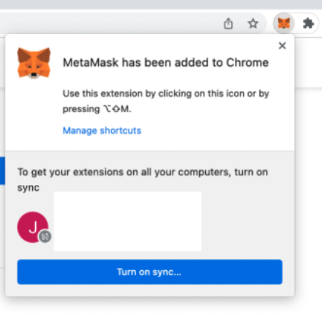 MetaMask has been added to Chrome
Use this extension by clicking on this icon or by
pressing ⌥⇧M.
Manage shortcuts
To get your extensions on all your computers, turn on
sync
J
Turn on sync...